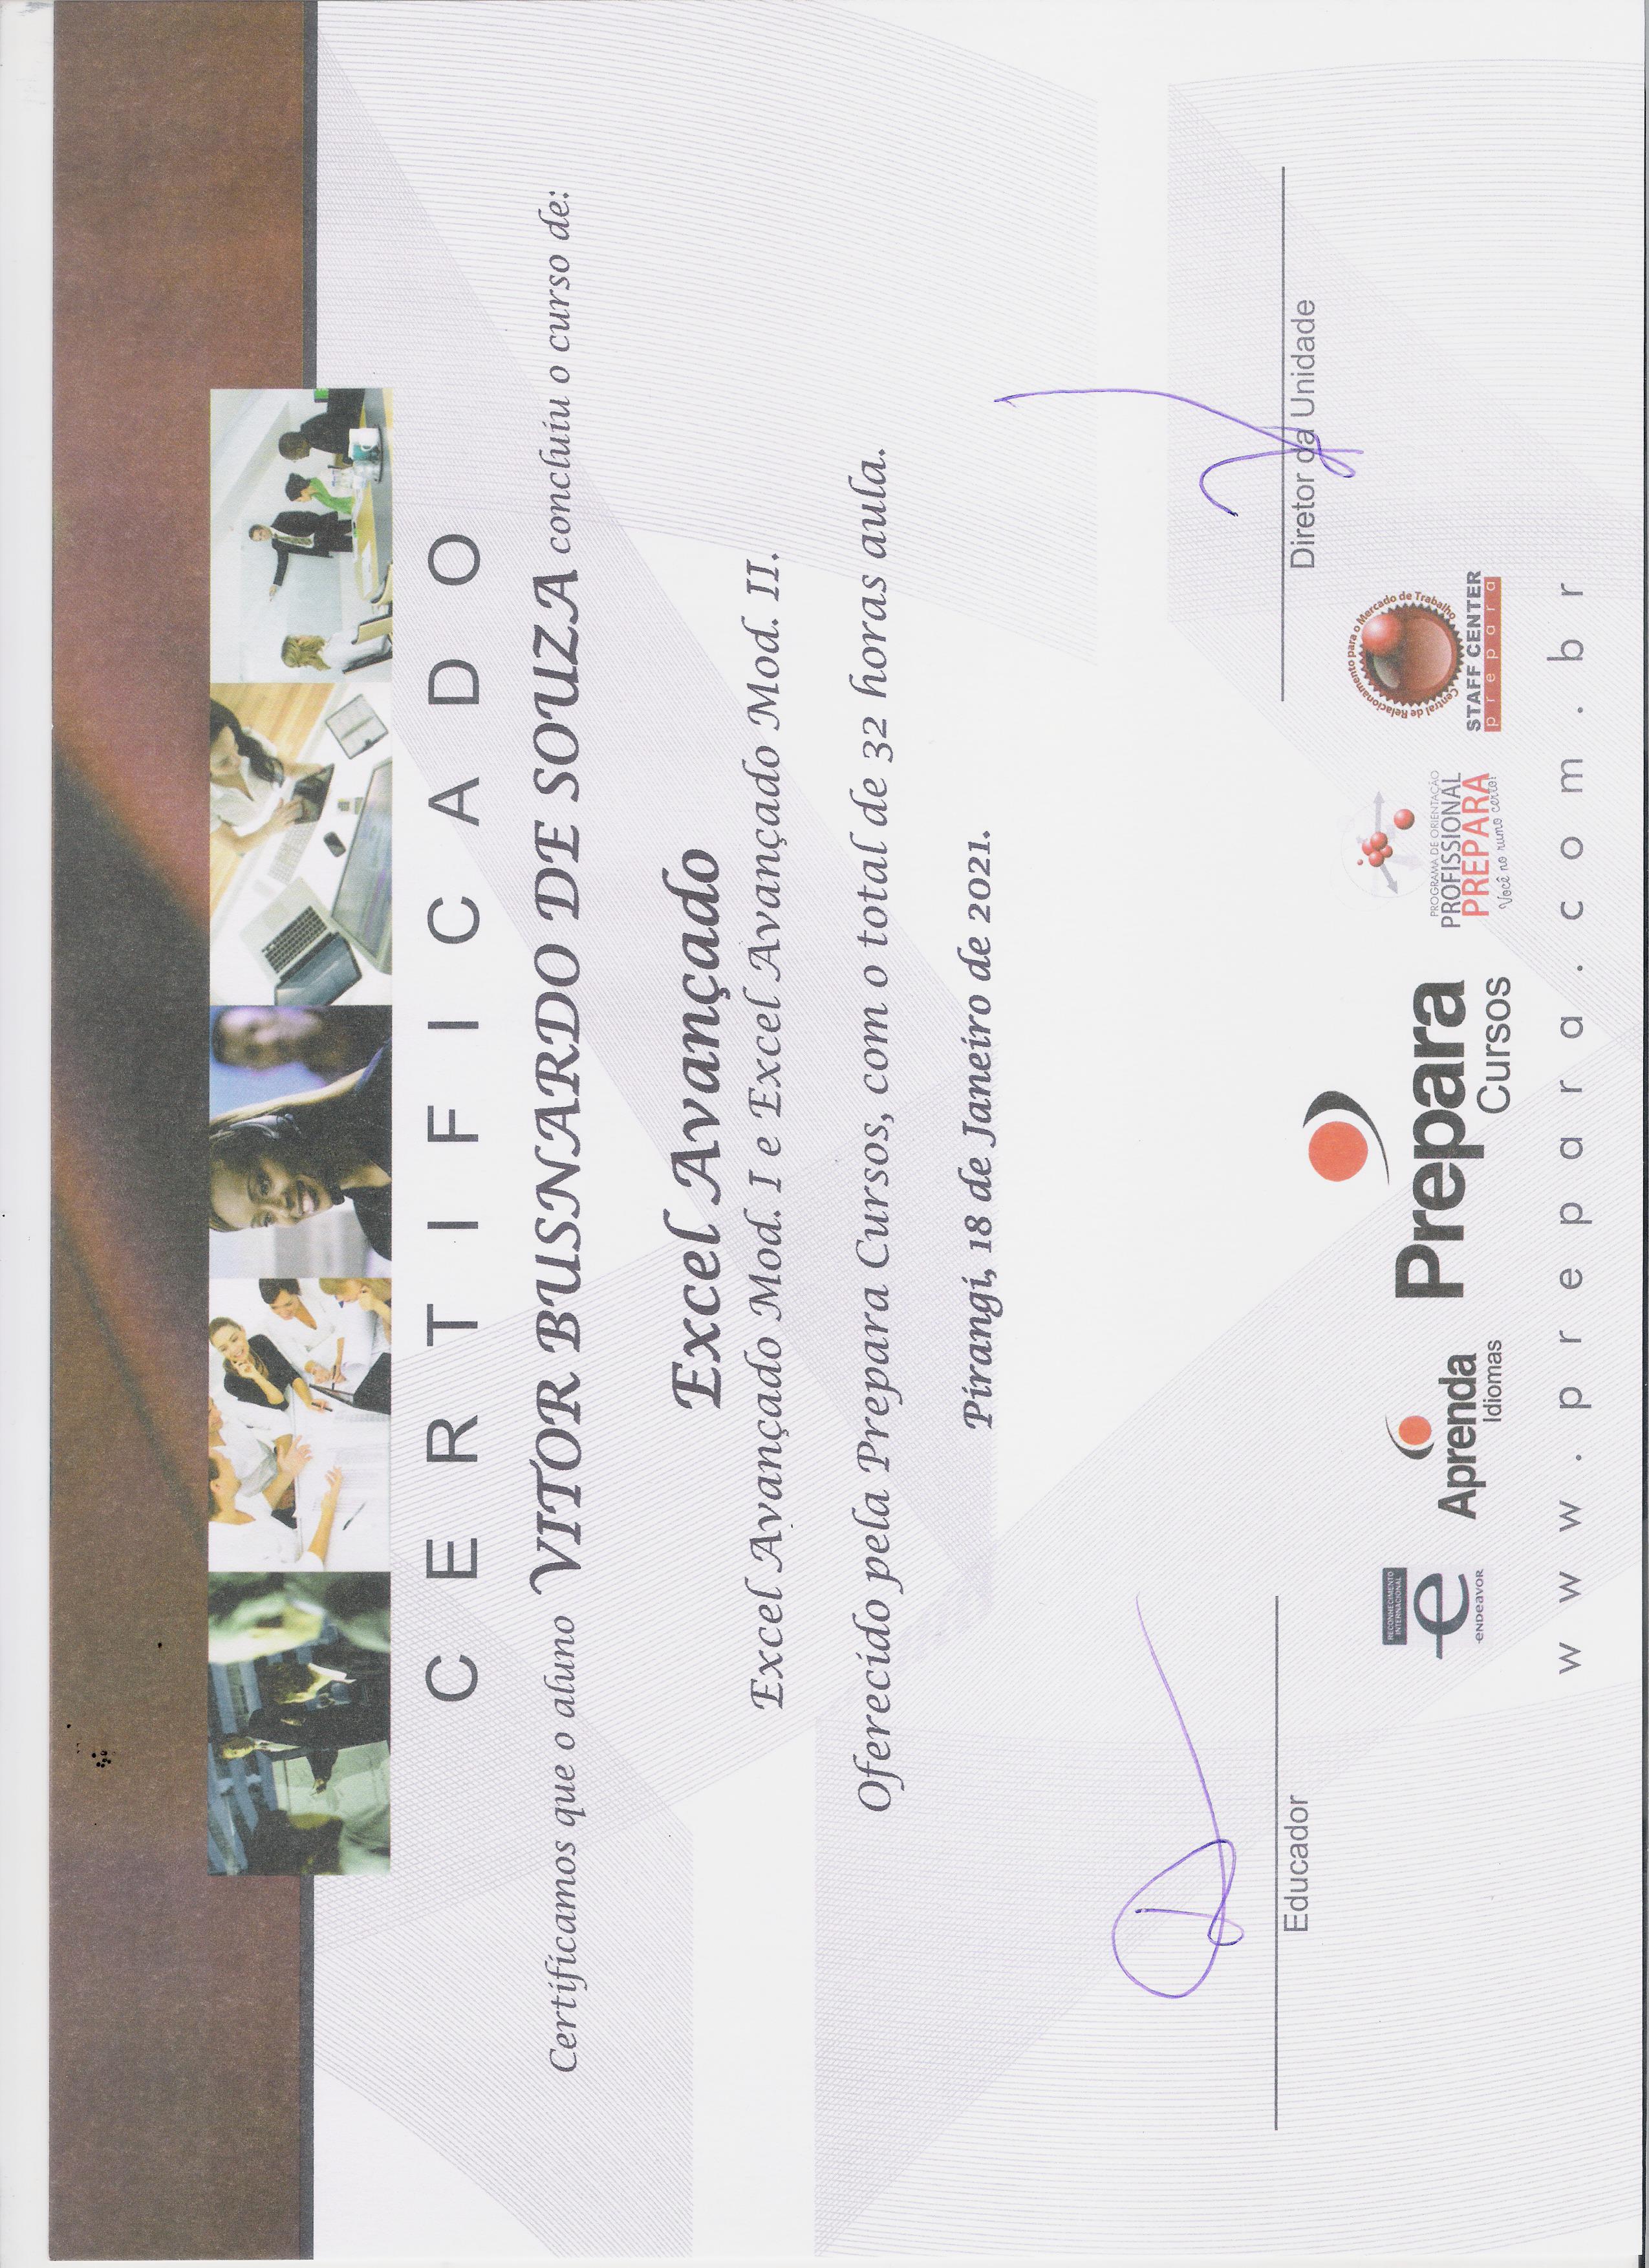 CERTIFICADO
Certificamos que o aluno VITOR BUSNARDO DE SOUZA concluiu o curso de:
Excel Avançado
Excel Avançado Mod. I e Excel Avançado Mod. II.
Oferecido pela Prepara Cursos, com o total de 32 horas aula.
Pirangi, 18 de Janeiro de 2021.
Educador
Diretor da Unidade
RECONHECIMENTO
INTERNACIONAL
e
ENDEAVOR
Aprenda
Idiomas
Prepara
Cursos
PROGRAMA DE ORIENTAÇÃO
PROFISSIONAL
PREPARA
Você no rumo certo!
Central de Relacionamento para o Mercado de Trabalho
STAFF CENTER
prepara
www.prepara.com.br